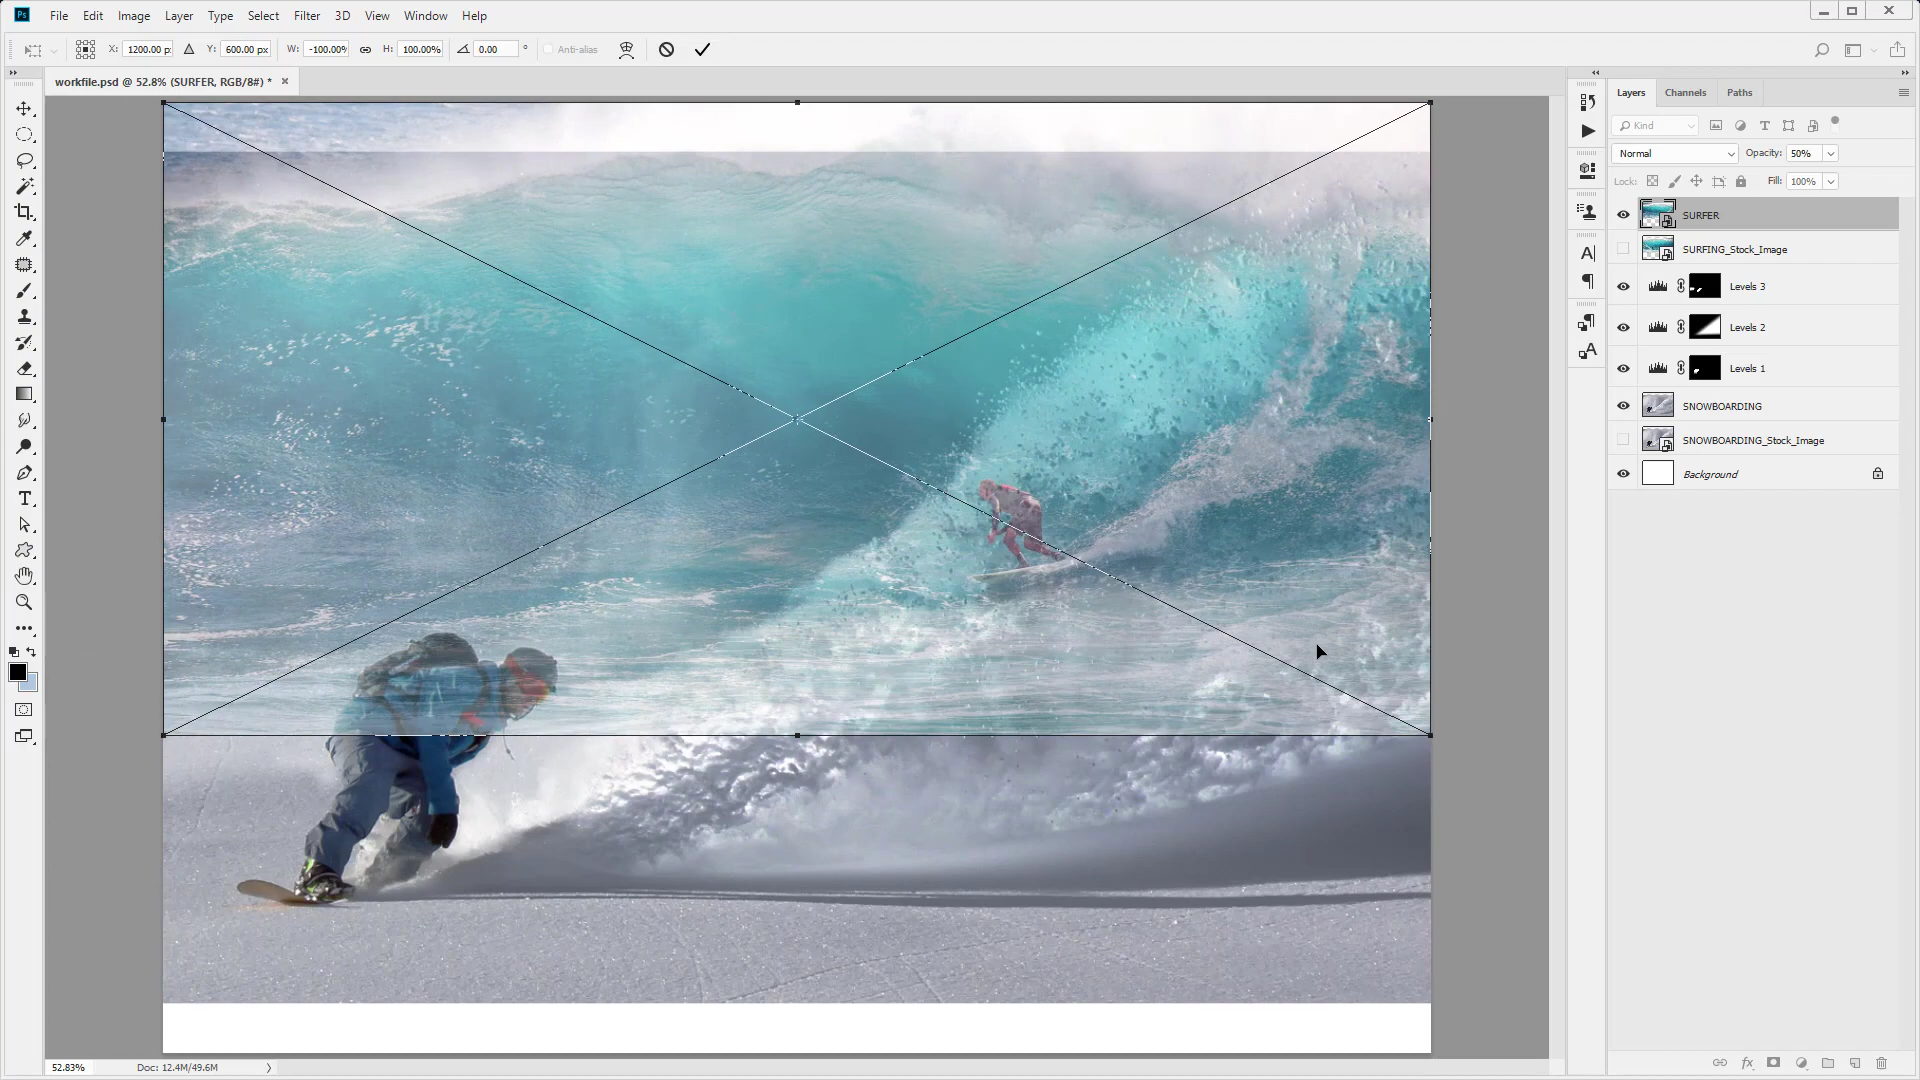 Ps File Edit Image Layer Type Select Filter 3D View Window Help
X: 1200.00 p Y: 600.00 px W: -100.00% H: 100.00% 0.00 ° Anti-alias
workfile.psd @ 52.8% (SURFER, RGB/8#) *
Layers Channels Paths
Kind
Normal Opacity: 50%
Lock: Fill: 100%
SURFER
SURFING_Stock_Image
Levels 3
Levels 2
Levels 1
SNOWBOARDING
SNOWBOARDING_Stock_Image
Background
52.83% Doc: 12.4M/49.6M